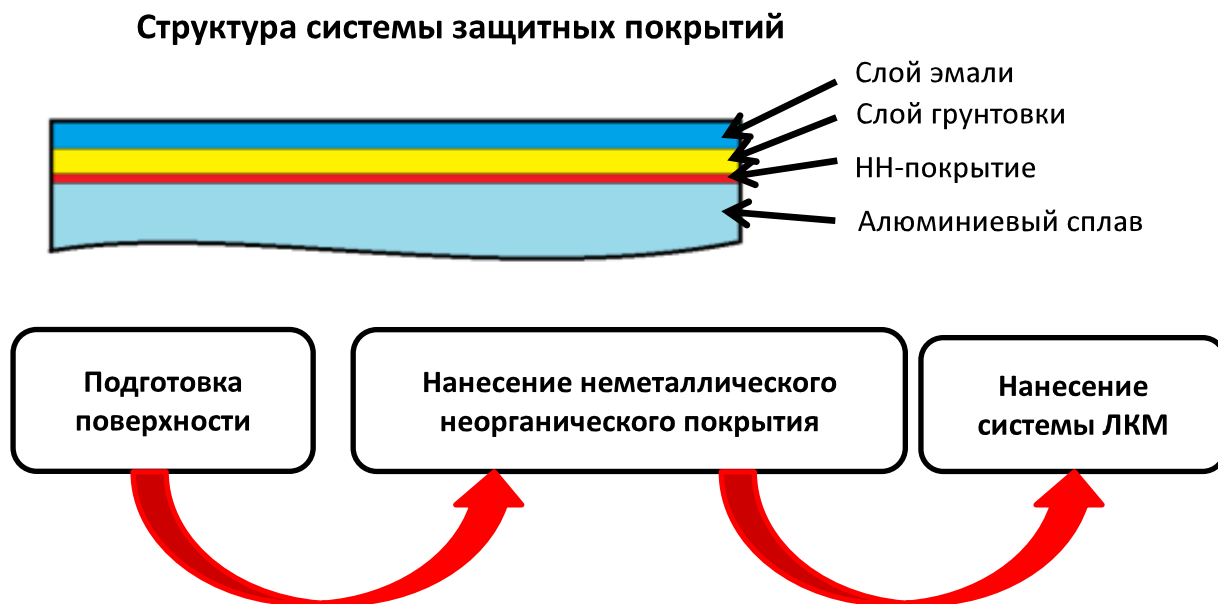 Структура системы защитных покрытий
Слой эмали
Слой грунтовки
НН-покрытие
Алюминиевый сплав
Подготовка
поверхности
Нанесение неметаллического
неорганического покрытия
Нанесение
системы ЛКМ